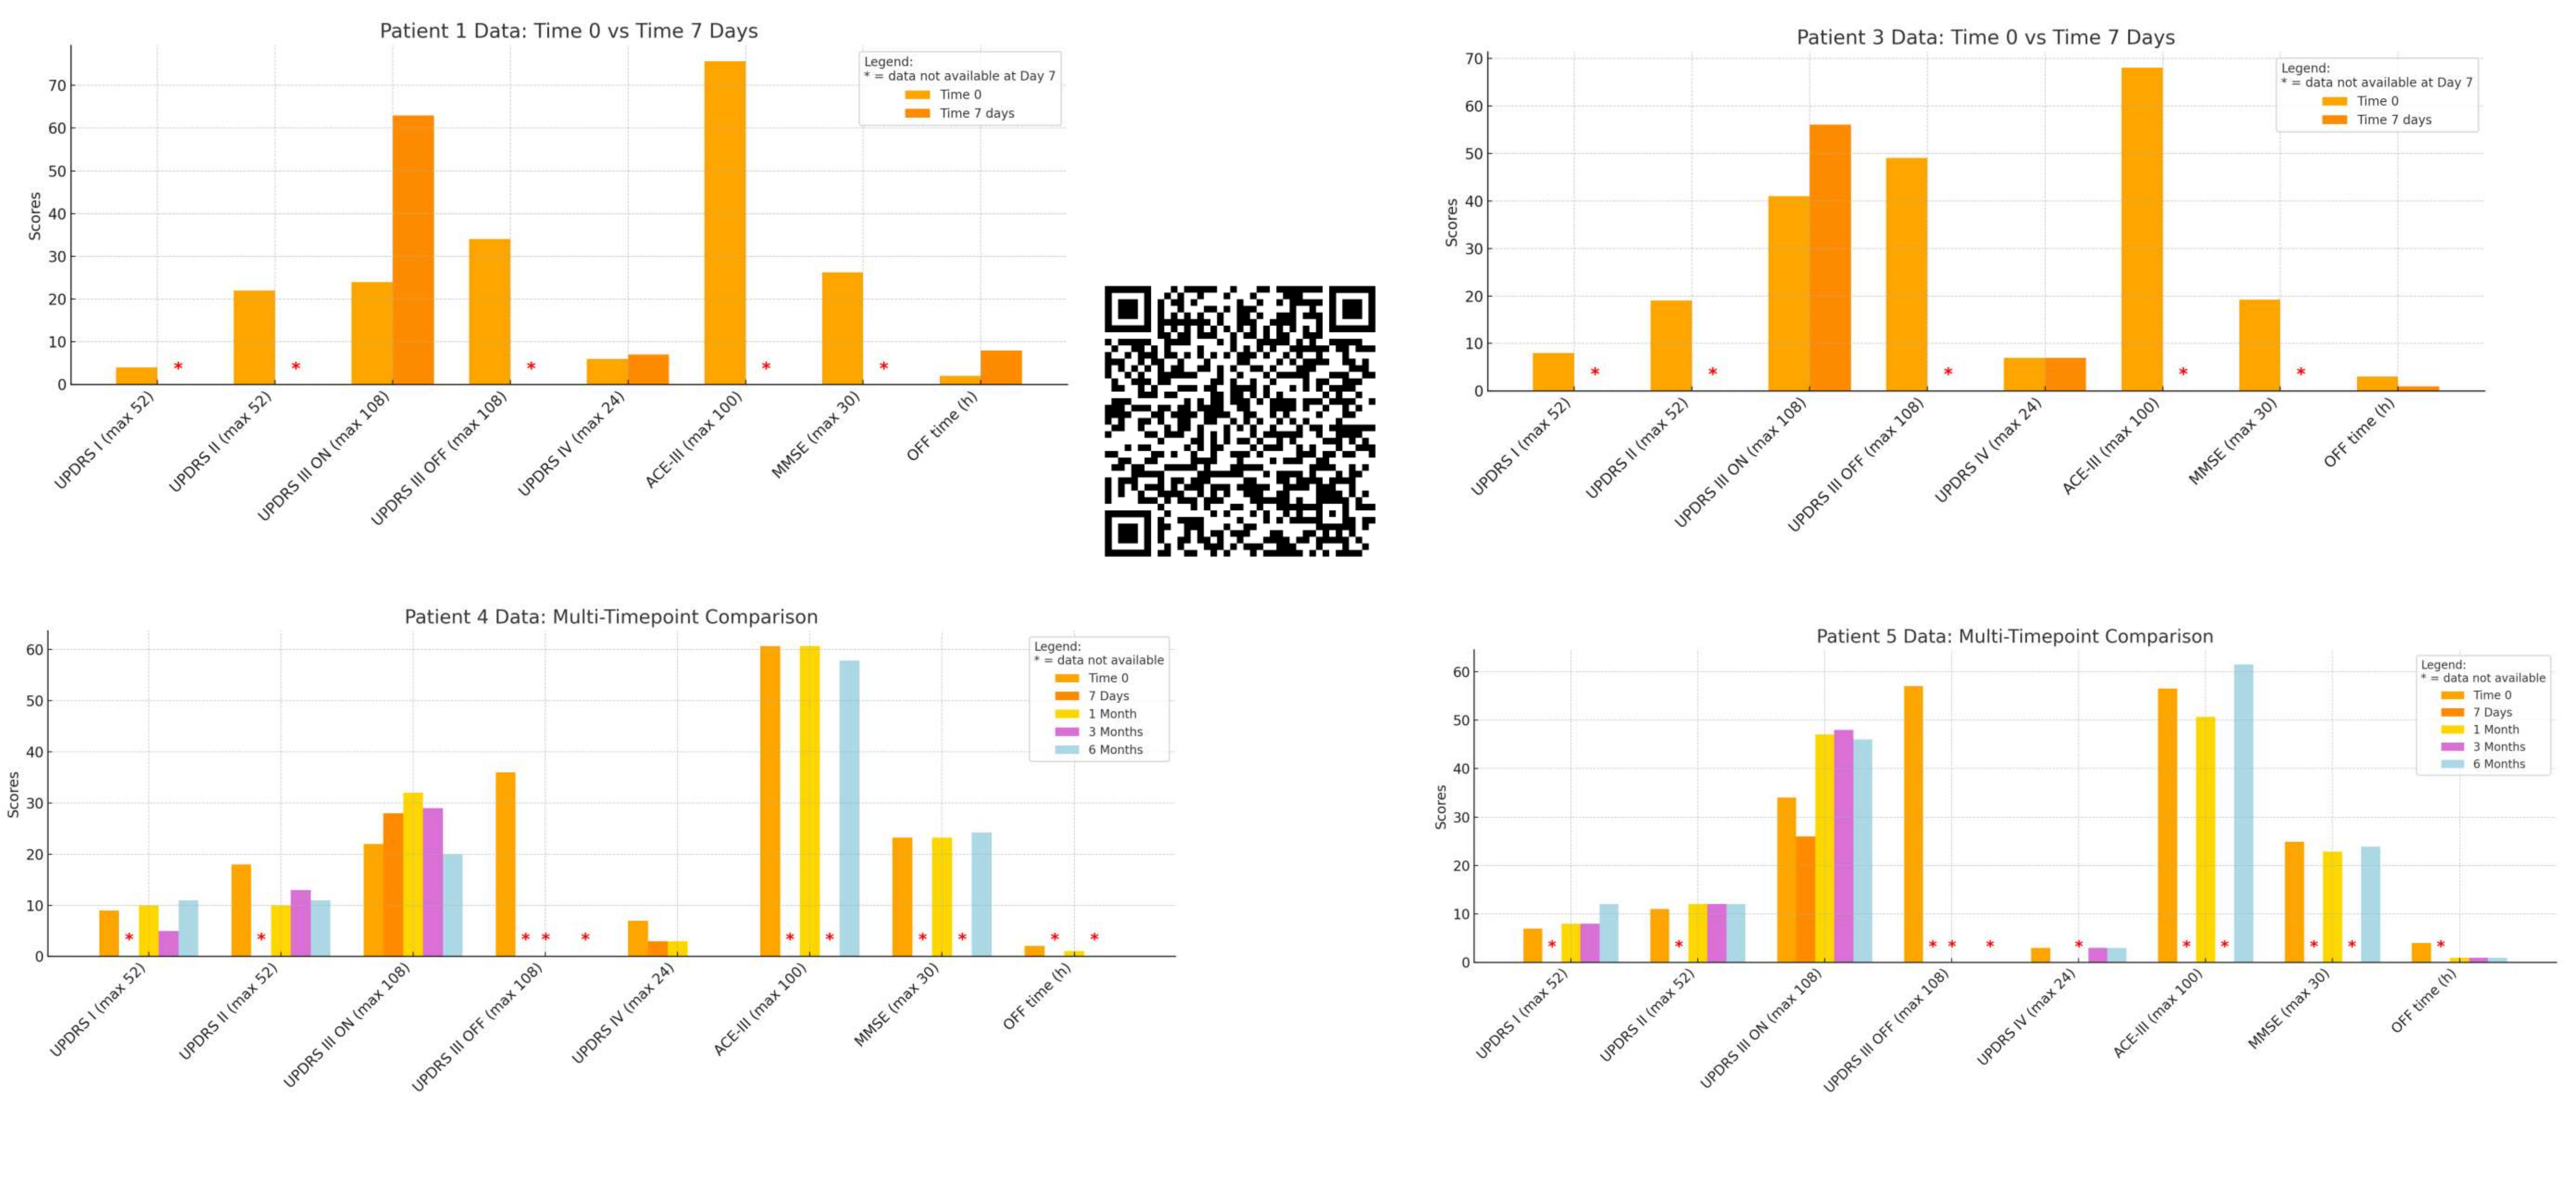 Patient 1 Data: Time 0 vs Time 7 Days
Scores
70
60
50
40
30
20
10
0
Legend:
* = data not available at Day 7
Time 0
Time 7 days
*
*
*
*
*
UPDRS I (max 52)
UPDRS II (max 52)
UPDRS III ON (max 108)
UPDRS III OFF (max 108)
UPDRS IV (max 24)
ACE-III (max 100)
MMSE (max 30)
OFF time (h)
Patient 3 Data: Time 0 vs Time 7 Days
Scores
70
60
50
40
30
20
10
0
Legend:
* = data not available at Day 7
Time 0
Time 7 days
*
*
*
*
*
UPDRS I (max 52)
UPDRS II (max 52)
UPDRS III ON (max 108)
UPDRS III OFF (max 108)
UPDRS IV (max 24)
ACE-III (max 100)
MMSE (max 30)
OFF time (h)
Patient 4 Data: Multi-Timepoint Comparison
Scores
60
50
40
30
20
10
0
Legend:
* = data not available
Time 0
7 Days
1 Month
3 Months
6 Months
*
*
* * *
* *
* *
* *
UPDRS I (max 52)
UPDRS II (max 52)
UPDRS III ON (max 108)
UPDRS III OFF (max 108)
UPDRS IV (max 24)
ACE-III (max 100)
MMSE (max 30)
OFF time (h)
Patient 5 Data: Multi-Timepoint Comparison
Scores
60
50
40
30
20
10
0
Legend:
* = data not available
Time 0
7 Days
1 Month
3 Months
6 Months
*
*
* * *
*
* *
* *
*
UPDRS I (max 52)
UPDRS II (max 52)
UPDRS III ON (max 108)
UPDRS III OFF (max 108)
UPDRS IV (max 24)
ACE-III (max 100)
MMSE (max 30)
OFF time (h)